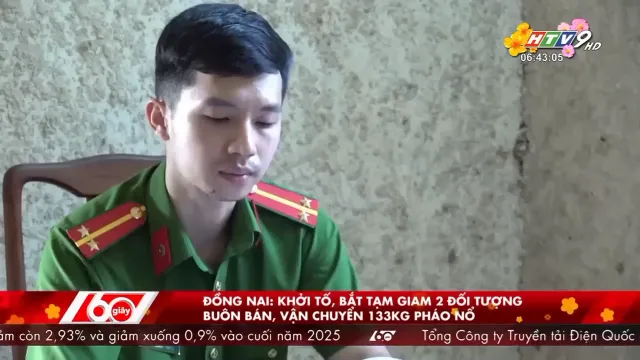 HTV9 HD
06:43:05
60 giây
ĐỒNG NAI: KHỞI TỐ, BẮT TẠM GIAM 2 ĐỐI TƯỢNG
BUÔN BÁN, VẬN CHUYỂN 133KG PHÁO NỔ
ảm còn 2,93% và giảm xuống 0,9% vào cuối năm 2025 60 Tổng Công ty Truyền tải Điện Quốc